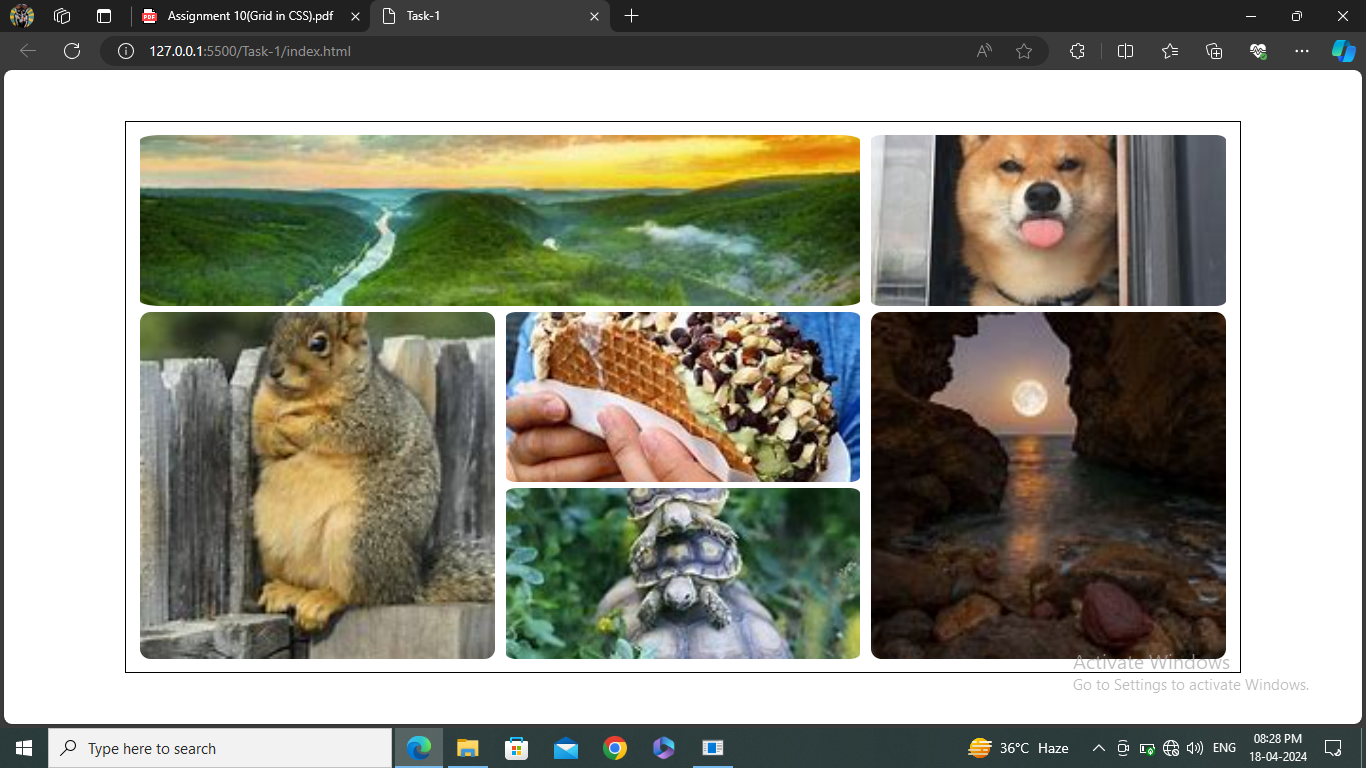 Assignment 10(Grid in CSS).pdf
Task-1
127.0.0.1:5500/Task-1/index.html
Activate Windows
Go to Settings to activate Windows.
Type here to search
36°C Haze
ENG
08:28 PM
18-04-2024